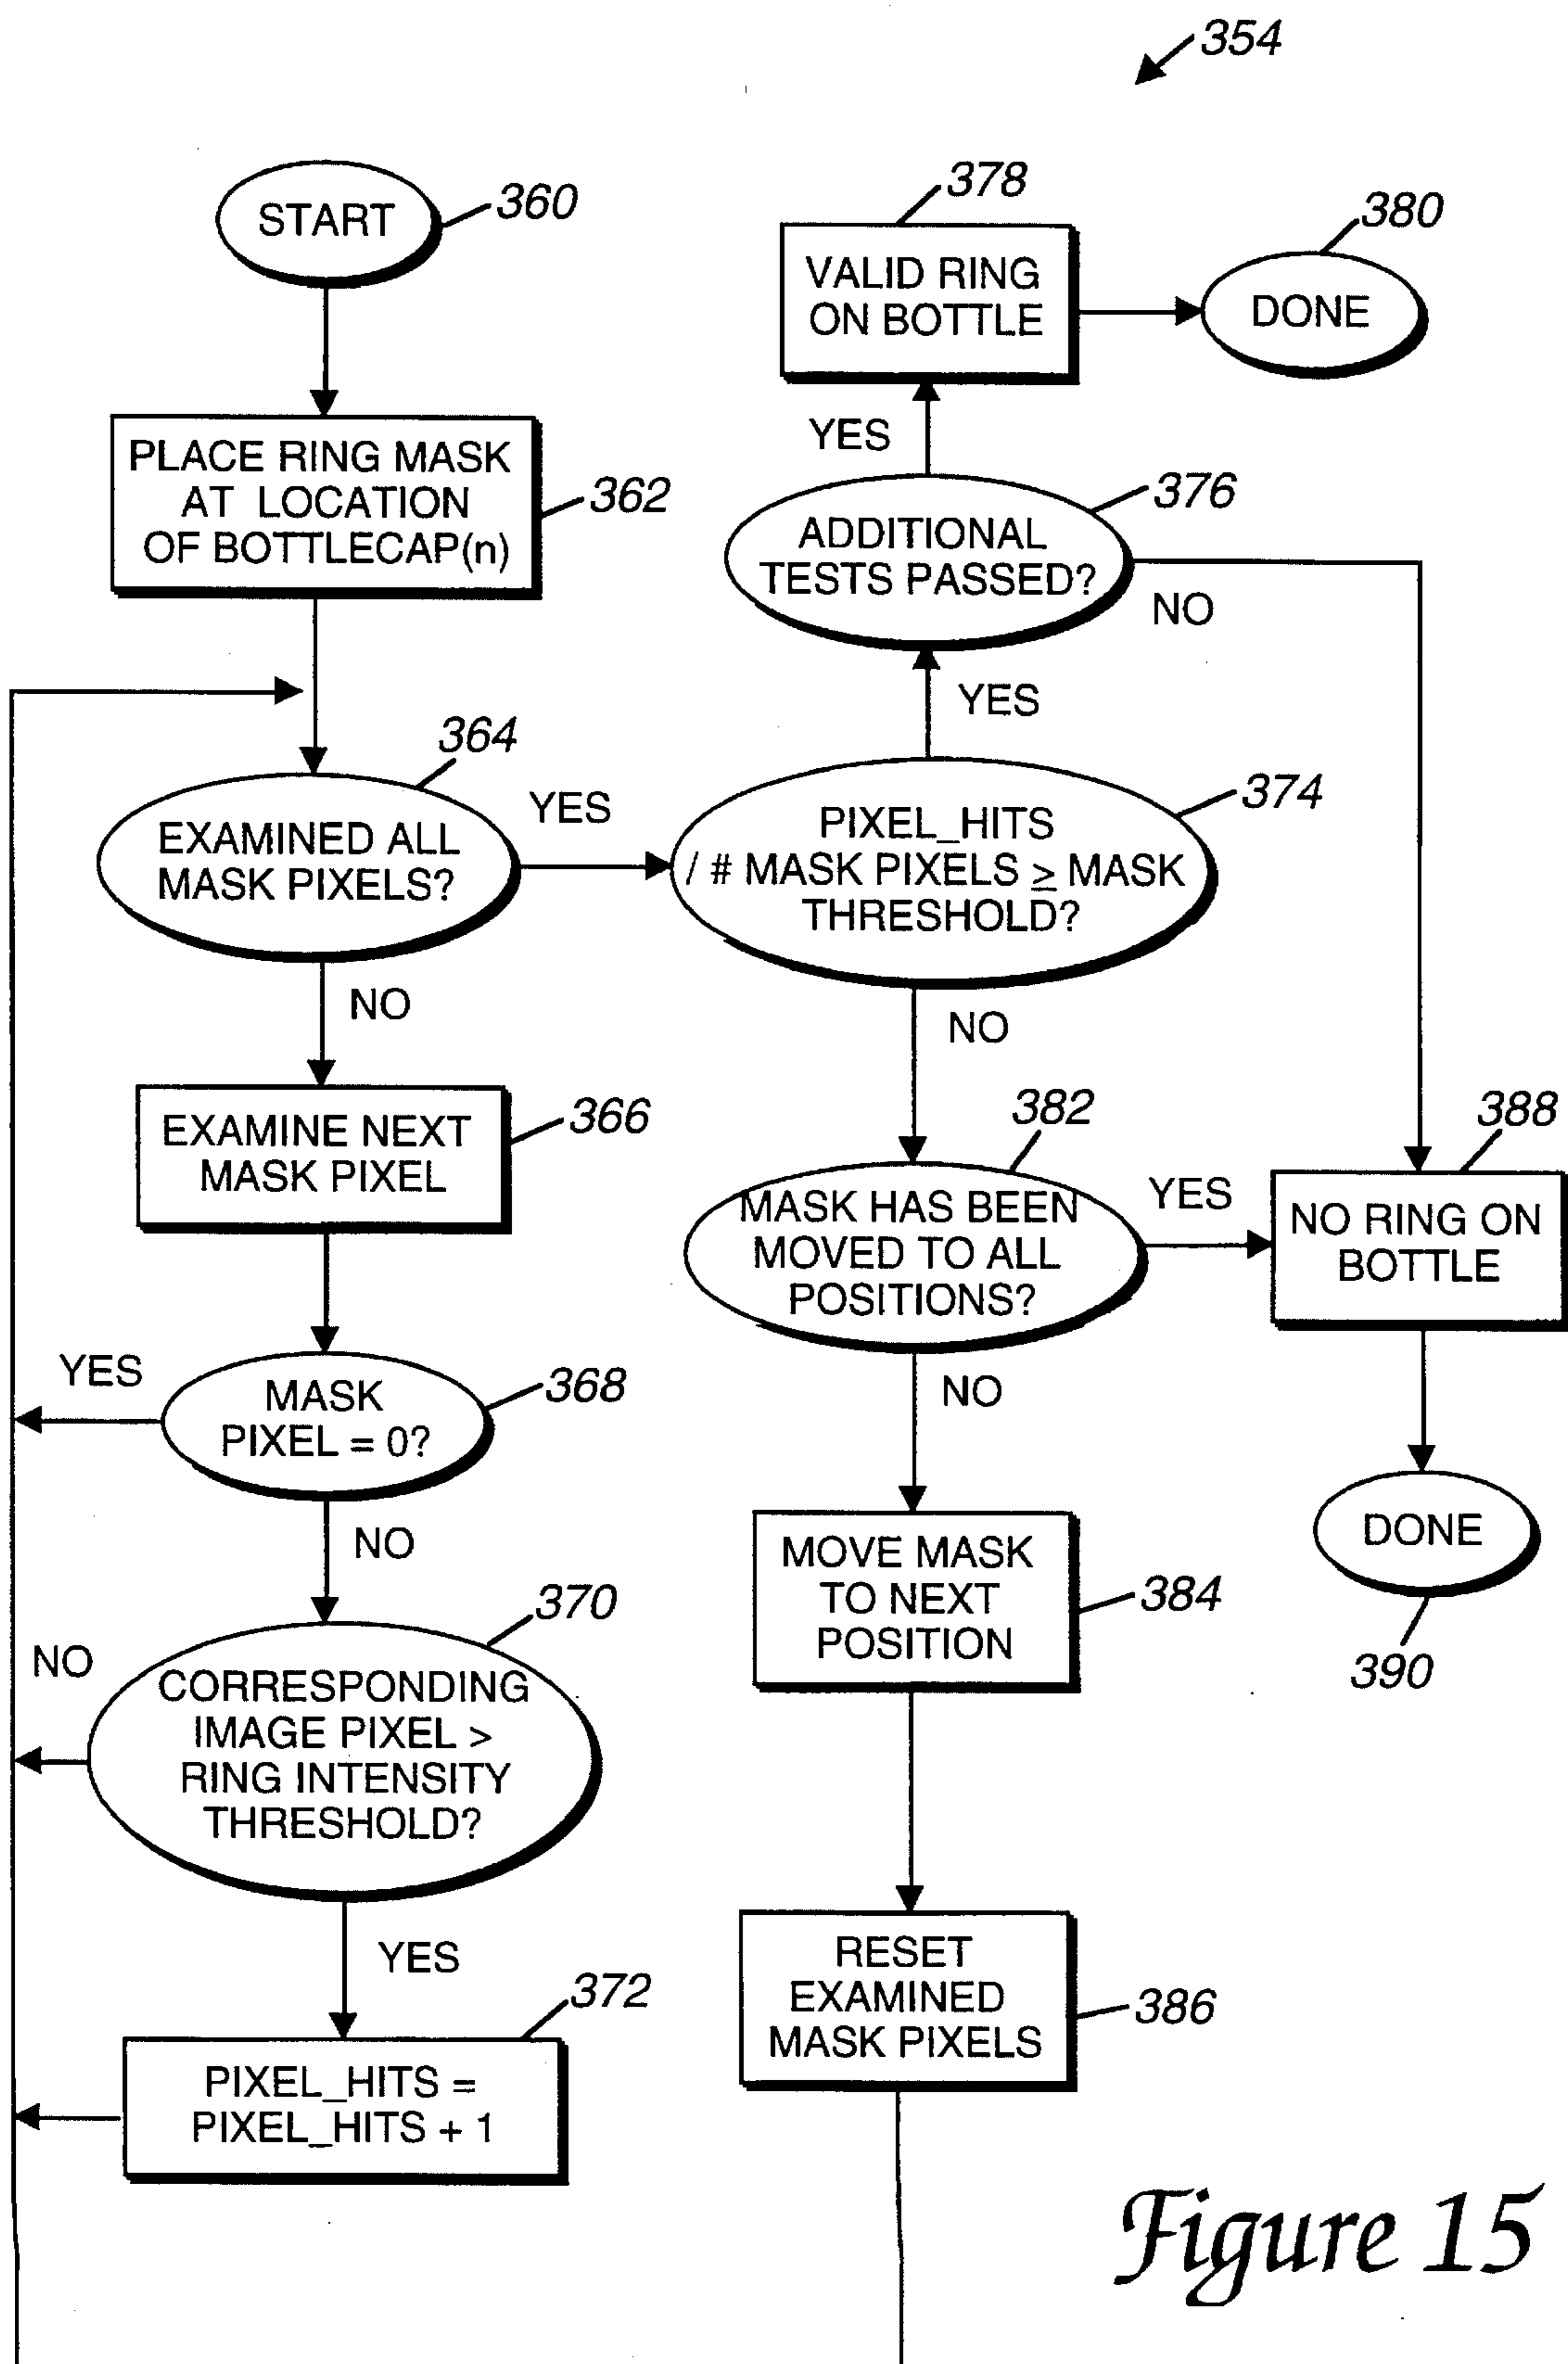 354
START
360
PLACE RING MASK
AT LOCATION
OF BOTTLECAP(n)
362
364
EXAMINED ALL
MASK PIXELS?
YES
NO
EXAMINE NEXT
MASK PIXEL
366
YES
MASK
PIXEL = 0?
368
NO
370
NO
CORRESPONDING
IMAGE PIXEL >
RING INTENSITY
THRESHOLD?
YES
372
PIXEL_HITS =
PIXEL_HITS + 1
378
VALID RING
ON BOTTLE
380
DONE
YES
376
ADDITIONAL
TESTS PASSED?
NO
YES
374
PIXEL_HITS
/ # MASK PIXELS ≥ MASK
THRESHOLD?
NO
382
MASK HAS BEEN
MOVED TO ALL
POSITIONS?
YES
388
NO RING ON
BOTTLE
NO
DONE
390
MOVE MASK
TO NEXT
POSITION
384
RESET
EXAMINED
MASK PIXELS
386
Figure 15